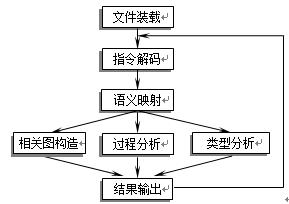 文件装载
指令解码
语义映射
相关图构造
过程分析
类型分析
结果输出